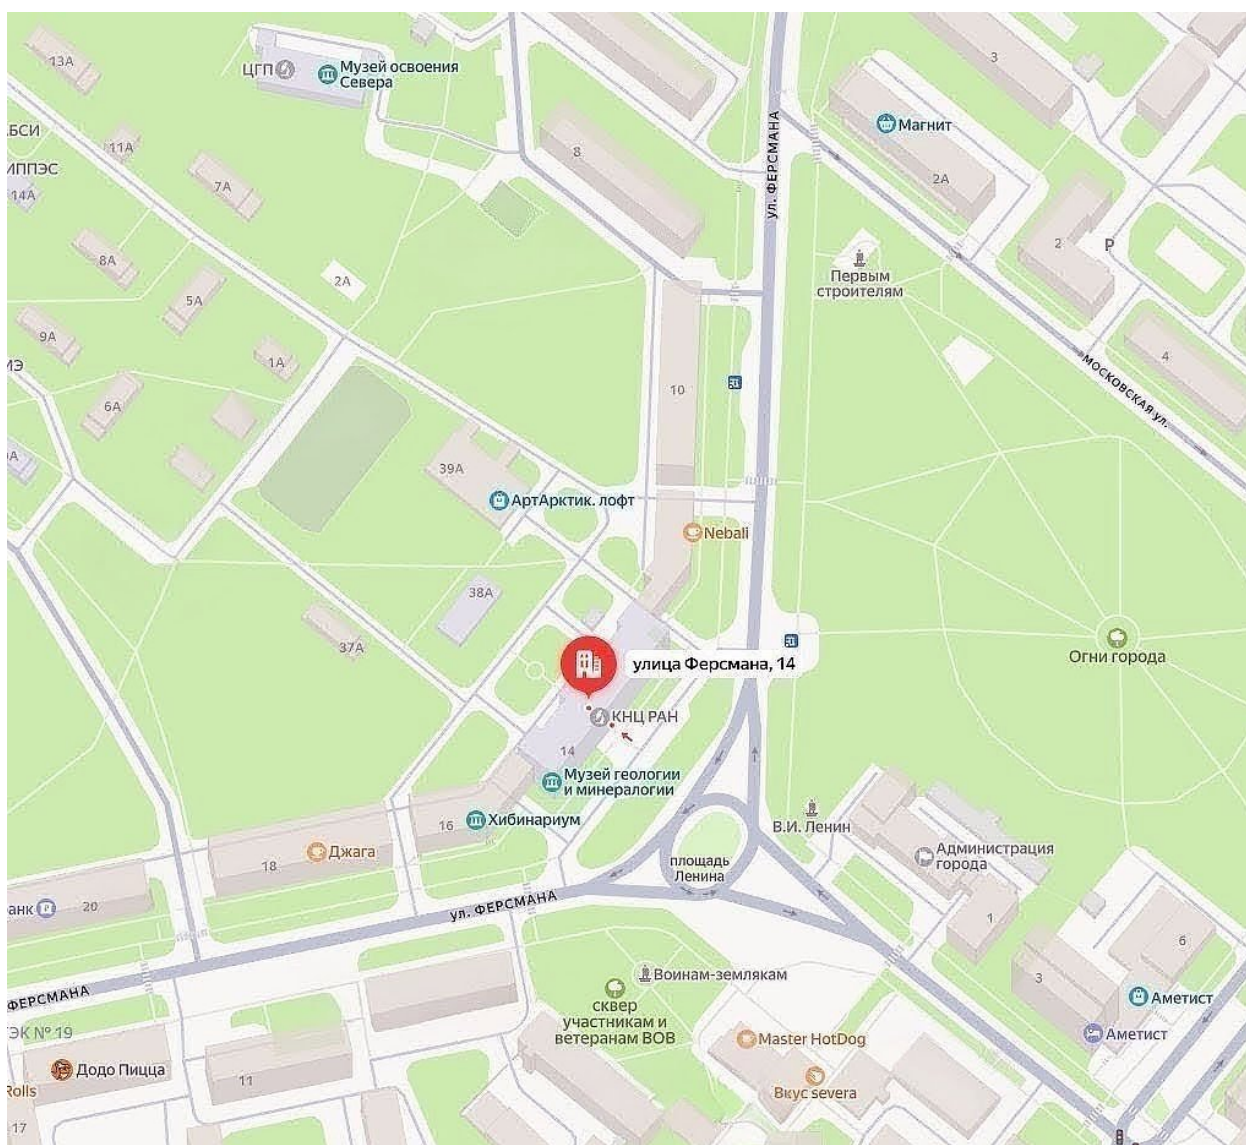 13А
ЦГП
Музей освоения
Севера
3
Магнит
БСИ
11А
8
2А
ИППЭС
14А
7А
ул. ФЕРСМАНА
2
P
8А
2А
Первым
строителям
5А
9А
1А
4
МОСКОВСКАЯ ул.
6А
10
39А
АртАрктик. лофт
Nebali
38А
37А
улица Ферсмана, 14
Огни города
КНЦ РАН
14
Музей геологии
и минералогии
16
Хибинариум
В.И. Ленин
Администрация
города
18
Джага
площадь
Ленина
20
анк
ул. ФЕРСМАНА
1
6
3
Воинам-землякам
ФЕРСМАНА
сквер
участникам и
ветеранам ВОВ
Аметист
ЭК № 19
Master HotDog
Аметист
Додо Пицца
11
Rolls
Вкус severa
17